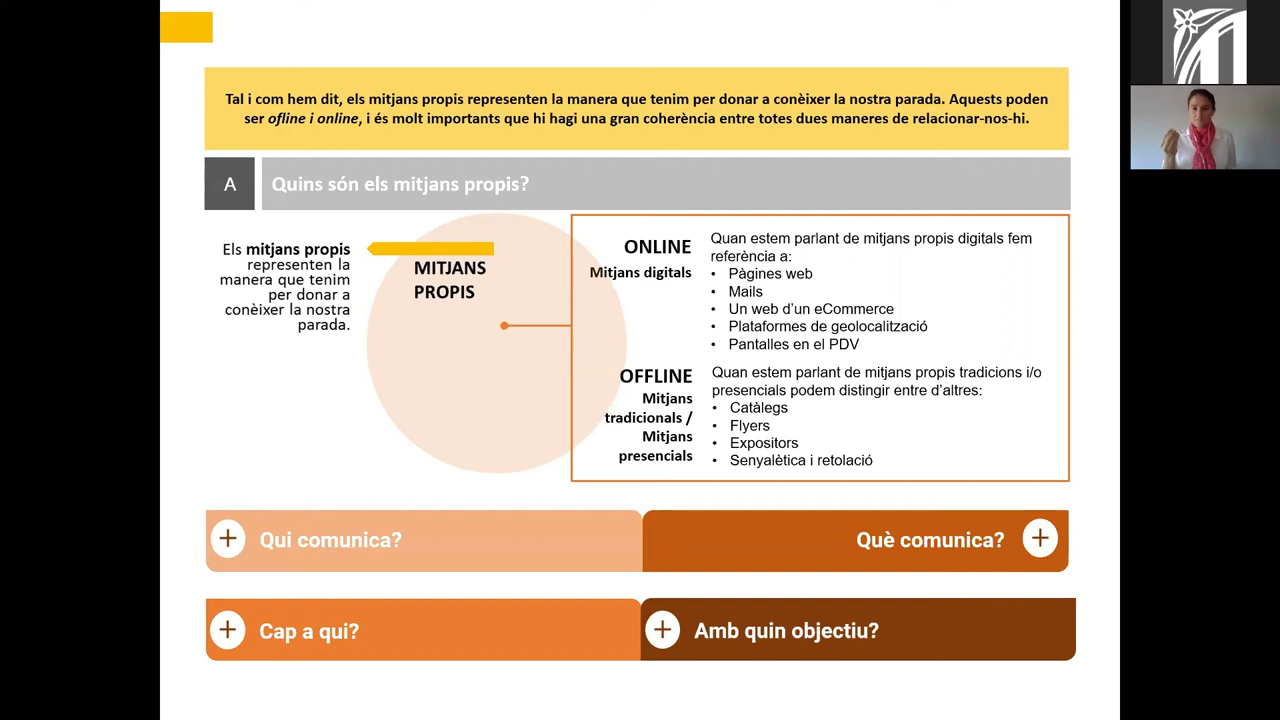 Tal i com hem dit, els mitjans propis representen la manera que tenim per donar a conèixer la nostra parada. Aquests poden
ser ofline i online, i és molt importants que hi hagi una gran coherència entre totes dues maneres de relacionar-nos-hi.
A
Quins són els mitjans propis?
Els mitjans propis
representen la
manera que tenim
per donar a
conèixer la nostra
parada.
MITJANS
PROPIS
ONLINE
Mitjans digitals
Quan estem parlant de mitjans propis digitals fem
referència a:
• Pàgines web
• Mails
• Un web d'un eCommerce
• Plataformes de geolocalització
• Pantalles en el PDV
OFFLINE
Mitjans
tradicionals /
Mitjans
presencials
Quan estem parlant de mitjans propis tradicions i/o
presencials podem distingir entre d'altres:
• Catàlegs
• Flyers
• Expositors
• Senyalètica i retolació
+ Qui comunica?
Què comunica? +
+ Cap a qui?
+ Amb quin objectiu?